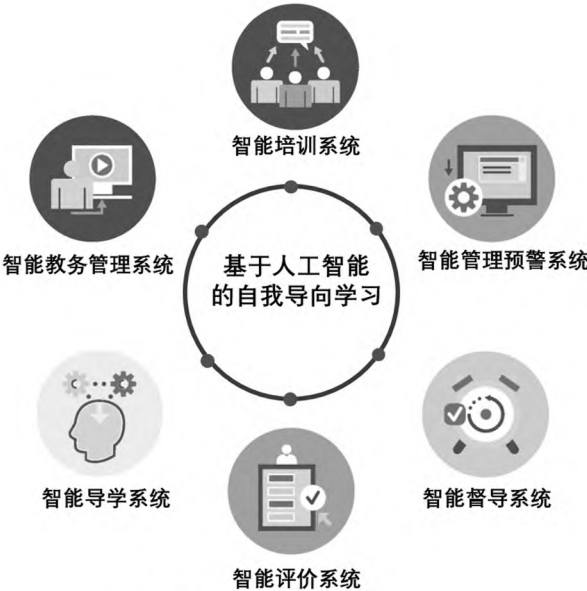 智能培训系统
智能教务管理系统
智能管理预警系统
基于人工智能
的自我导向学习
智能导学系统
智能督导系统
智能评价系统